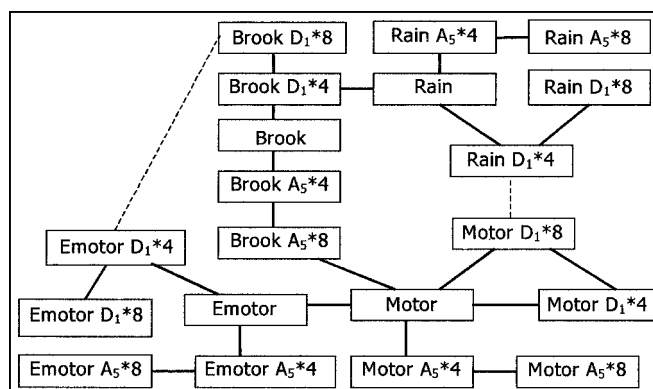 Brook D₁*8
Rain A₅*4
Rain A₅*8
Brook D₁*4
Rain
Rain D₁*8
Brook
Rain D₁*4
Brook A₅*4
Motor D₁*8
Emotor D₁*4
Brook A₅*8
Emotor D₁*8
Emotor
Motor
Motor D₁*4
Emotor A₅*8
Emotor A₅*4
Motor A₅*4
Motor A₅*8